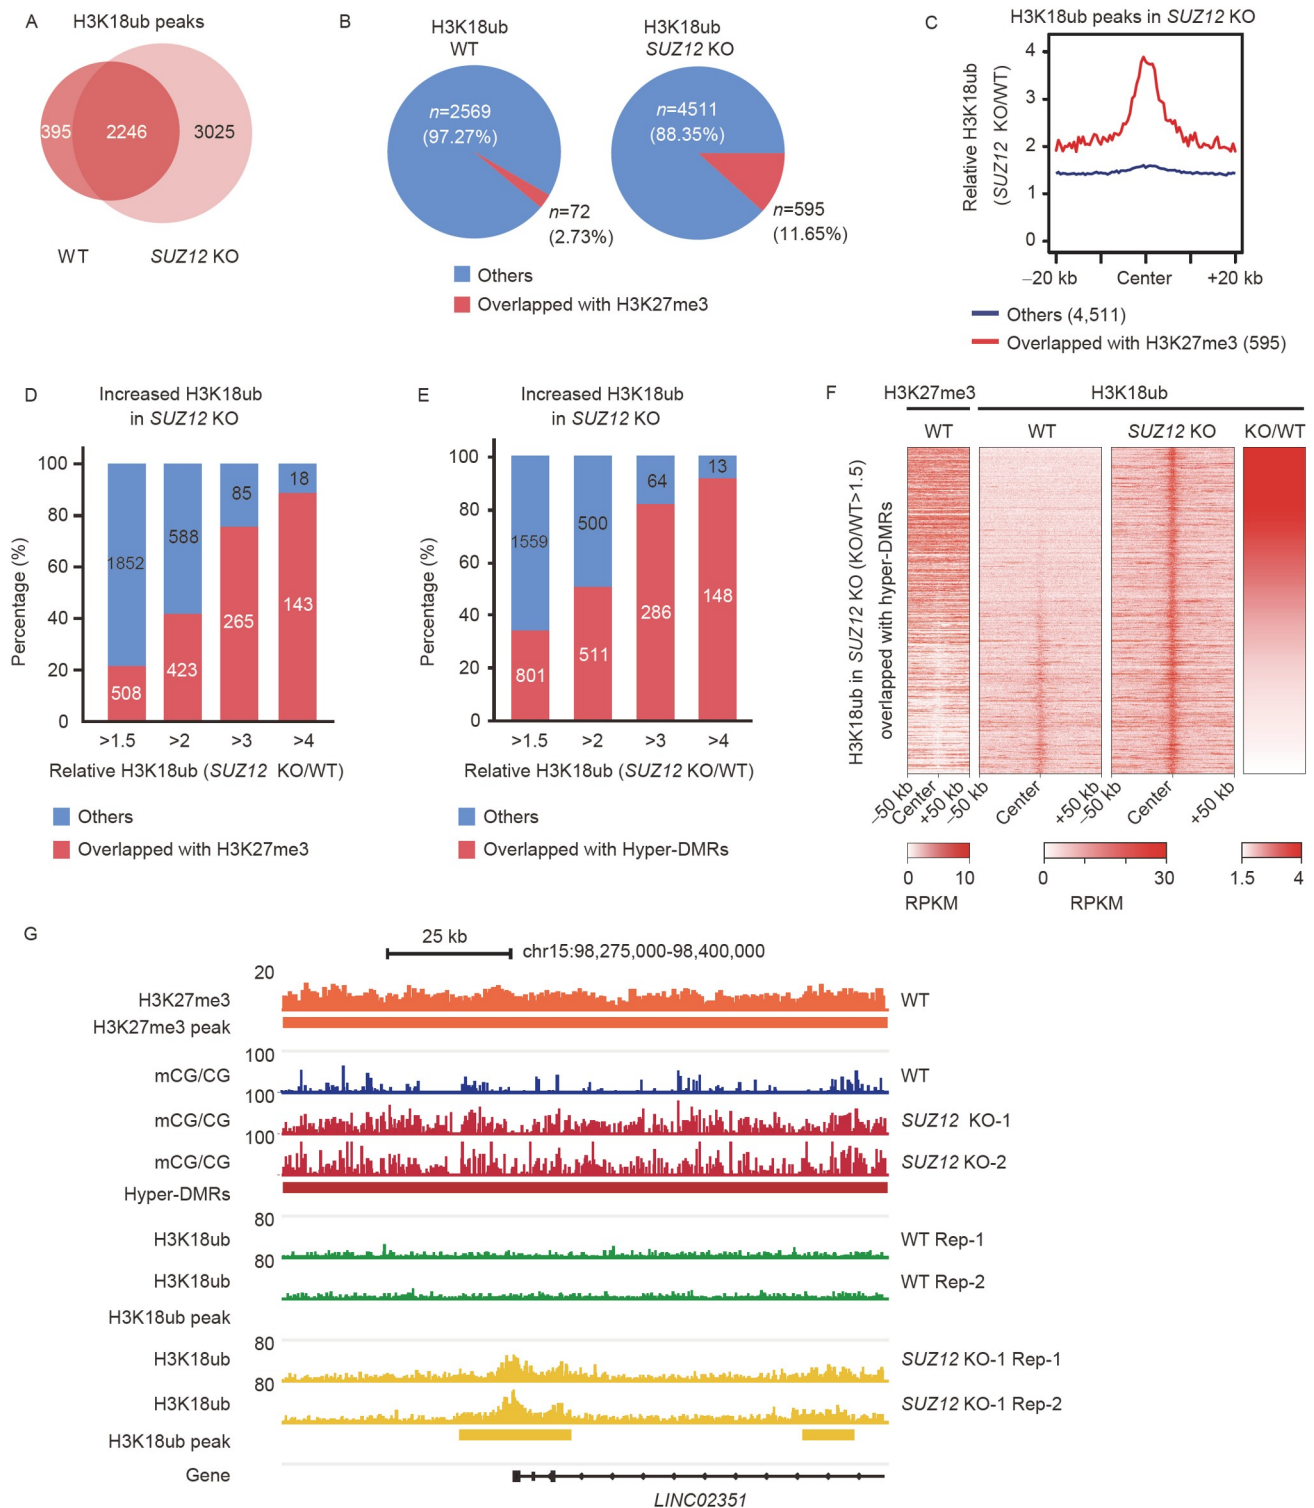 A
H3K18ub peaks
395
2246
3025
WT
SUZ12 KO
B
H3K18ub
WT
H3K18ub
SUZ12 KO
n=2569
(97.27%)
n=4511
(88.35%)
n=72
(2.73%)
n=595
(11.65%)
Others
Overlapped with H3K27me3
C
H3K18ub peaks in SUZ12 KO
Relative H3K18ub
(SUZ12 KO/WT)
4
3
2
1
0
–20 kb
Center
+20 kb
Others (4,511)
Overlapped with H3K27me3 (595)
D
Increased H3K18ub
in SUZ12 KO
Percentage (%)
100
80
60
40
20
0
1852
508
588
423
85
265
18
143
>1.5
>2
>3
>4
Relative H3K18ub (SUZ12 KO/WT)
Others
Overlapped with H3K27me3
E
Increased H3K18ub
in SUZ12 KO
Percentage (%)
100
80
60
40
20
0
1559
801
500
511
64
286
13
148
>1.5
>2
>3
>4
Relative H3K18ub (SUZ12 KO/WT)
Others
Overlapped with Hyper-DMRs
F
H3K27me3
H3K18ub
WT
WT
SUZ12 KO
KO/WT
H3K18ub in SUZ12 KO (KO/WT>1.5)
overlapped with hyper-DMRs
–50 kb
Center
+50 kb
–50 kb
Center
+50 kb
–50 kb
Center
+50 kb
0
10
RPKM
0
30
RPKM
1.5
4
G
25 kb
chr15:98,275,000-98,400,000
20
H3K27me3
WT
H3K27me3 peak
100
mCG/CG
WT
100
mCG/CG
SUZ12 KO-1
100
mCG/CG
SUZ12 KO-2
Hyper-DMRs
80
H3K18ub
WT Rep-1
80
H3K18ub
WT Rep-2
H3K18ub peak
80
H3K18ub
SUZ12 KO-1 Rep-1
80
H3K18ub
SUZ12 KO-1 Rep-2
H3K18ub peak
Gene
LINC02351